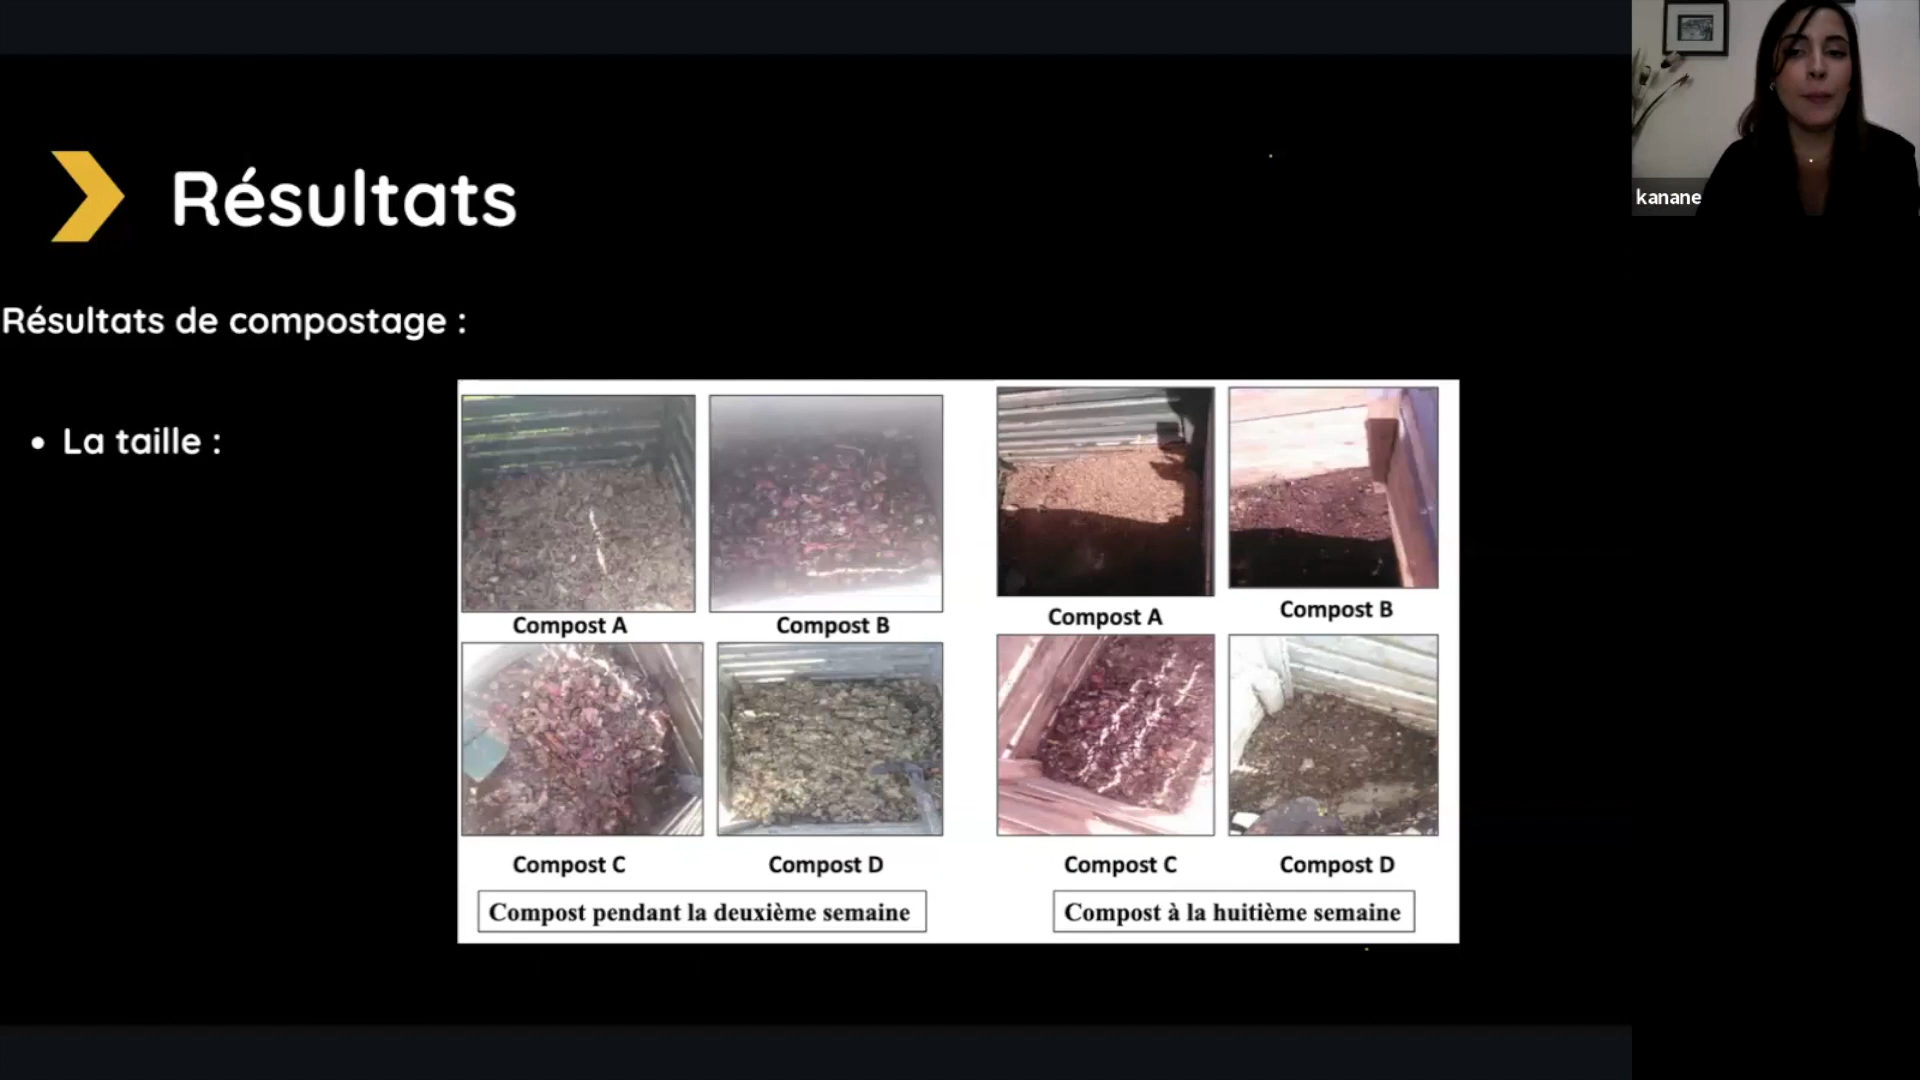 Résultats
kanane
Résultats de compostage :
• La taille :
Compost A
Compost B
Compost C
Compost D
Compost pendant la deuxième semaine
Compost A
Compost B
Compost C
Compost D
Compost à la huitième semaine